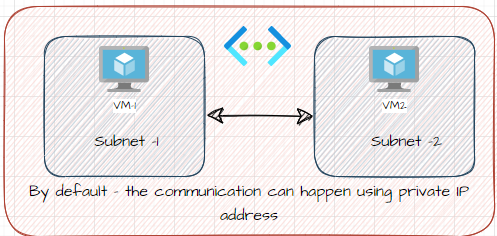 VM-1
VM2
Subnet -1
Subnet -2
By default - the communication can happen using private IP
address